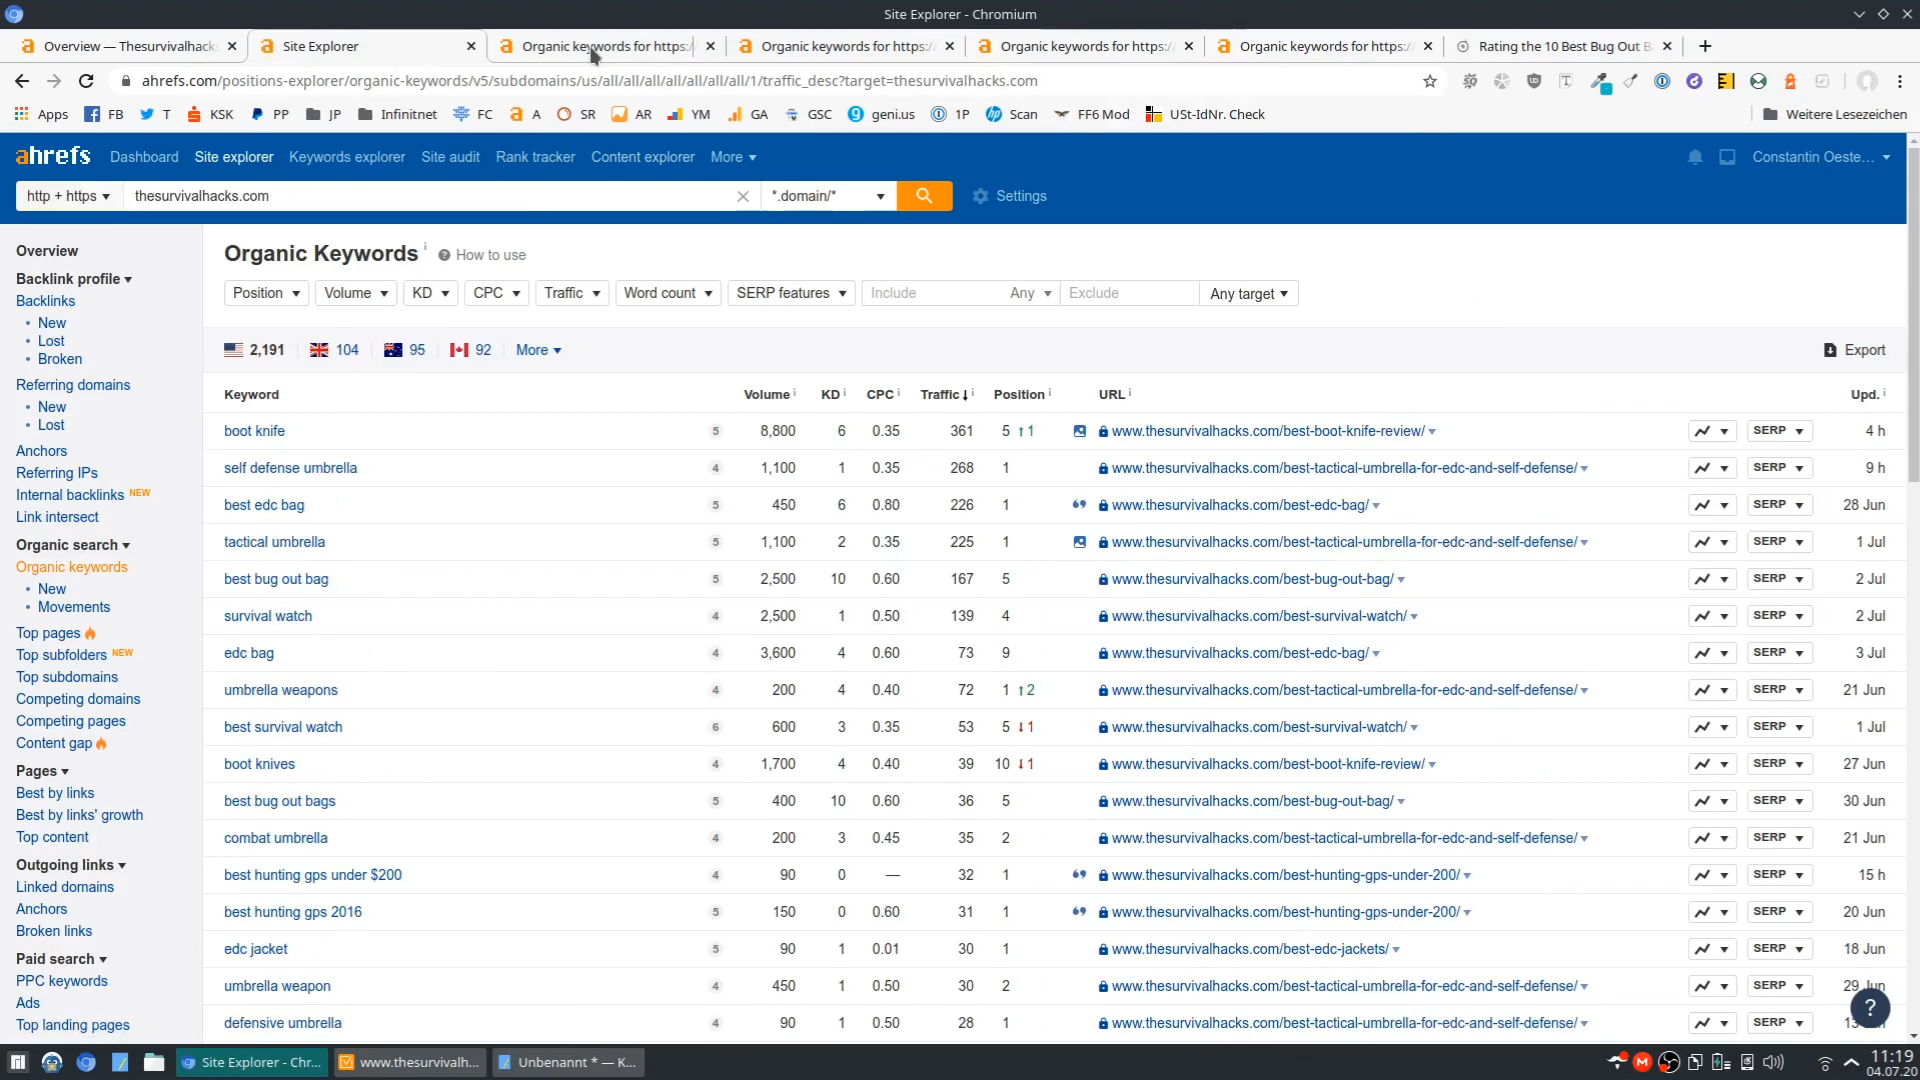 Site Explorer - Chromium
Overview — Thesurvivalhack
Site Explorer
Organic keywords for https:/
Organic keywords for https:/
Organic keywords for https:/
Organic keywords for https:/
Rating the 10 Best Bug Out B
ahrefs.com/positions-explorer/organic-keywords/v5/subdomains/us/all/all/all/all/all/all/all/1/traffic_desc?target=thesurvivalhacks.com
Apps FB T KSK PP JP Infinitnet FC A SR AR YM GA GSC geni.us 1P Scan FF6 Mod USt-IdNr. Check Weitere Lesezeichen
ahrefs Dashboard Site explorer Keywords explorer Site audit Rank tracker Content explorer More Constantin Oeste...
http + https thesurvivalhacks.com *.domain/* Settings
Overview
Backlink profile
Backlinks
New
Lost
Broken
Referring domains
New
Lost
Anchors
Referring IPs
Internal backlinks NEW
Link intersect
Organic search
Organic keywords
New
Movements
Top pages
Top subfolders NEW
Top subdomains
Competing domains
Competing pages
Content gap
Pages
Best by links
Best by links' growth
Top content
Outgoing links
Linked domains
Anchors
Broken links
Paid search
PPC keywords
Ads
Top landing pages
Organic Keywords i ? How to use
Position Volume KD CPC Traffic Word count SERP features Include Any Exclude Any target
2,191 104 95 92 More Export
Keyword Volume i KD i CPC i Traffic i Position i URL i Upd. i
boot knife 5 8,800 6 0.35 361 5 ↑1 www.thesurvivalhacks.com/best-boot-knife-review/ SERP 4 h
self defense umbrella 4 1,100 1 0.35 268 1 www.thesurvivalhacks.com/best-tactical-umbrella-for-edc-and-self-defense/ SERP 9 h
best edc bag 5 450 6 0.80 226 1 www.thesurvivalhacks.com/best-edc-bag/ SERP 28 Jun
tactical umbrella 5 1,100 2 0.35 225 1 www.thesurvivalhacks.com/best-tactical-umbrella-for-edc-and-self-defense/ SERP 1 Jul
best bug out bag 5 2,500 10 0.60 167 5 www.thesurvivalhacks.com/best-bug-out-bag/ SERP 2 Jul
survival watch 4 2,500 1 0.50 139 4 www.thesurvivalhacks.com/best-survival-watch/ SERP 2 Jul
edc bag 4 3,600 4 0.60 73 9 www.thesurvivalhacks.com/best-edc-bag/ SERP 3 Jul
umbrella weapons 4 200 4 0.40 72 1 ↑2 www.thesurvivalhacks.com/best-tactical-umbrella-for-edc-and-self-defense/ SERP 21 Jun
best survival watch 6 600 3 0.35 53 5 ↓1 www.thesurvivalhacks.com/best-survival-watch/ SERP 1 Jul
boot knives 4 1,700 4 0.40 39 10 ↓1 www.thesurvivalhacks.com/best-boot-knife-review/ SERP 27 Jun
best bug out bags 5 400 10 0.60 36 5 www.thesurvivalhacks.com/best-bug-out-bag/ SERP 30 Jun
combat umbrella 4 200 3 0.45 35 2 www.thesurvivalhacks.com/best-tactical-umbrella-for-edc-and-self-defense/ SERP 21 Jun
best hunting gps under $200 4 90 0 — 32 1 www.thesurvivalhacks.com/best-hunting-gps-under-200/ SERP 15 h
best hunting gps 2016 5 150 0 0.60 31 1 www.thesurvivalhacks.com/best-hunting-gps-under-200/ SERP 20 Jun
edc jacket 5 90 1 0.01 30 1 www.thesurvivalhacks.com/best-edc-jackets/ SERP 18 Jun
umbrella weapon 4 450 1 0.50 30 2 www.thesurvivalhacks.com/best-tactical-umbrella-for-edc-and-self-defense/ SERP 29 Jun
defensive umbrella 4 90 1 0.50 28 1 www.thesurvivalhacks.com/best-tactical-umbrella-for-edc-and-self-defense/ SERP
?
Site Explorer - Chr... www.thesurvivalh... Unbenannt * — K... M 11:19
04.07.20